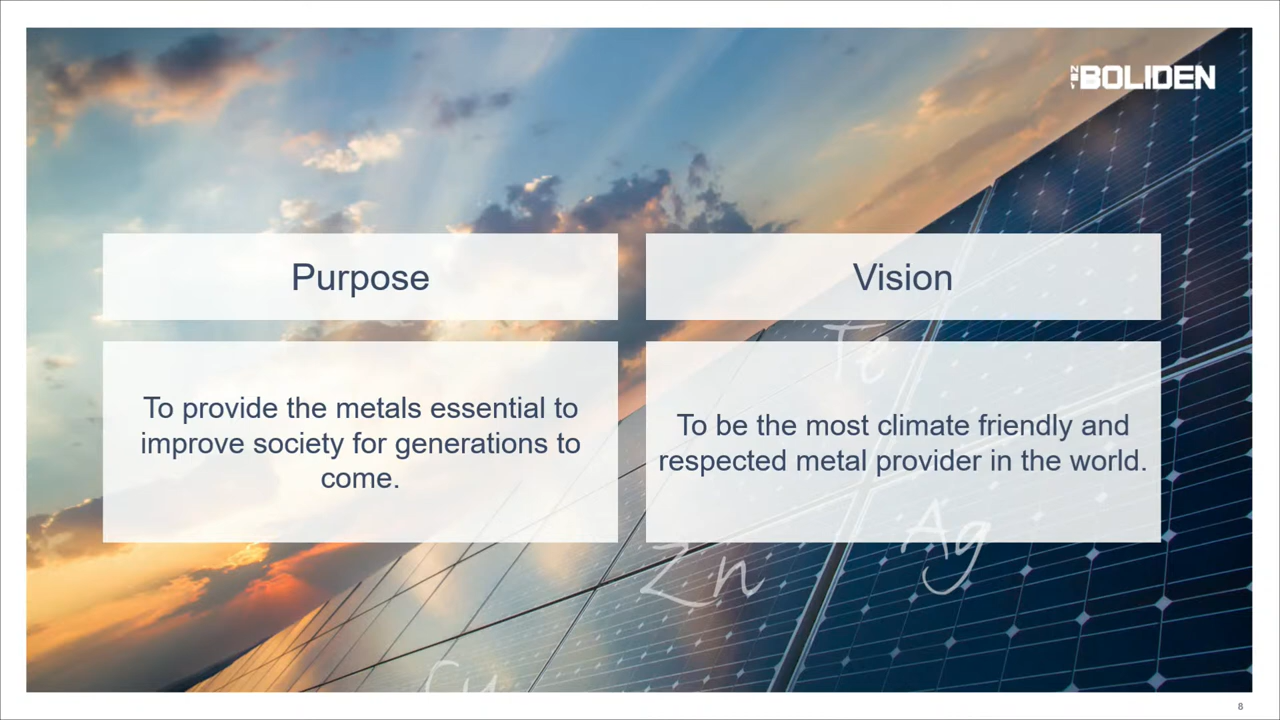 BOLIDEN
Purpose
Vision
To provide the metals essential to
improve society for generations to
come.
To be the most climate friendly and
respected metal provider in the world.
Te
Ag
Zn
Cu
8